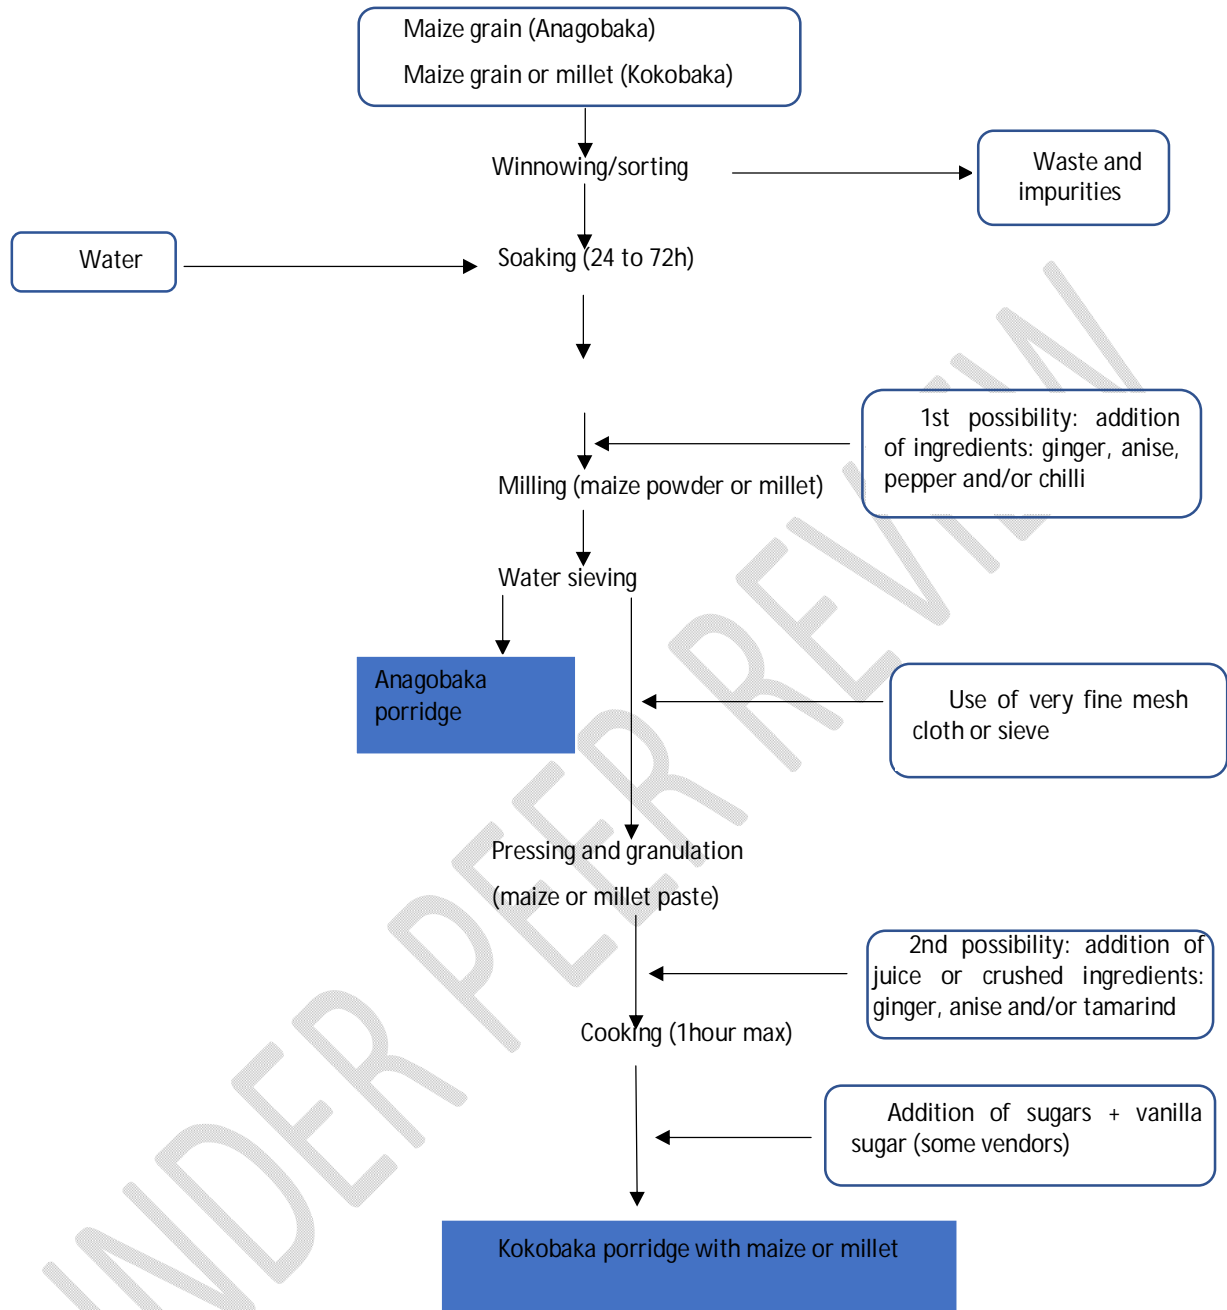 Maize grain (Anagobaka)
Maize grain or millet (Kokobaka)
Winnowing/sorting
Waste and
impurities
Water
Soaking (24 to 72h)
1st possibility: addition
of ingredients: ginger, anise,
pepper and/or chilli
Milling (maize powder or millet)
Water sieving
Anagobaka
porridge
Use of very fine mesh
cloth or sieve
Pressing and granulation
(maize or millet paste)
2nd possibility: addition of
juice or crushed ingredients:
ginger, anise and/or tamarind
Cooking (1hour max)
Addition of sugars + vanilla
sugar (some vendors)
Kokobaka porridge with maize or millet
UNDER PEER REVIEW